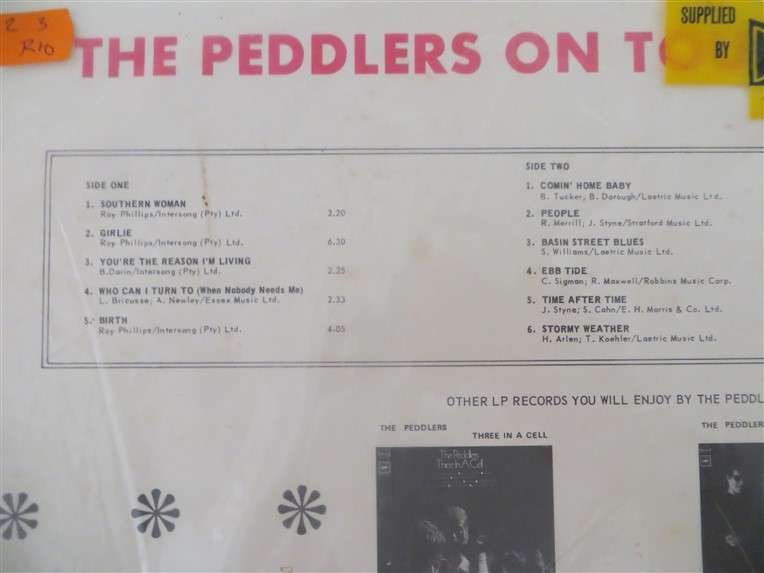 2 3
R10
THE PEDDLERS ON TO
SUPPLIED
BY
SIDE ONE
1. SOUTHERN WOMAN
Roy Phillips/Intersong (Pty) Ltd. 2.20
2. GIRLIE
Roy Phillips/Intersong (Pty) Ltd. 6.30
3. YOU'RE THE REASON I'M LIVING
B.Darin/Intersong (Pty) Ltd. 2.25
4. WHO CAN I TURN TO (When Nobody Needs Me)
L. Bricusse; A. Newley/Essex Music Ltd. 2.33
5. BIRTH
Roy Phillips/Intersong (Pty) Ltd. 4.05
SIDE TWO
1. COMIN' HOME BABY
B. Tucker; B. Dorough/Laetric Music Ltd.
2. PEOPLE
R. Merrill; J. Styne/Stratford Music Ltd.
3. BASIN STREET BLUES
S. Williams/Laetric Music Ltd.
4. EBB TIDE
C. Sigman; R. Maxwell/Robbins Music Corp.
5. TIME AFTER TIME
J. Styne; S. Cahn/E. H. Morris & Co. Ltd.
6. STORMY WEATHER
H. Arlen; T. Koehler/Laetric Music Ltd.
OTHER LP RECORDS YOU WILL ENJOY BY THE PEDDL
THE PEDDLERS
THREE IN A CELL
The Peddlers
Three In A Cell
THE PEDDLER